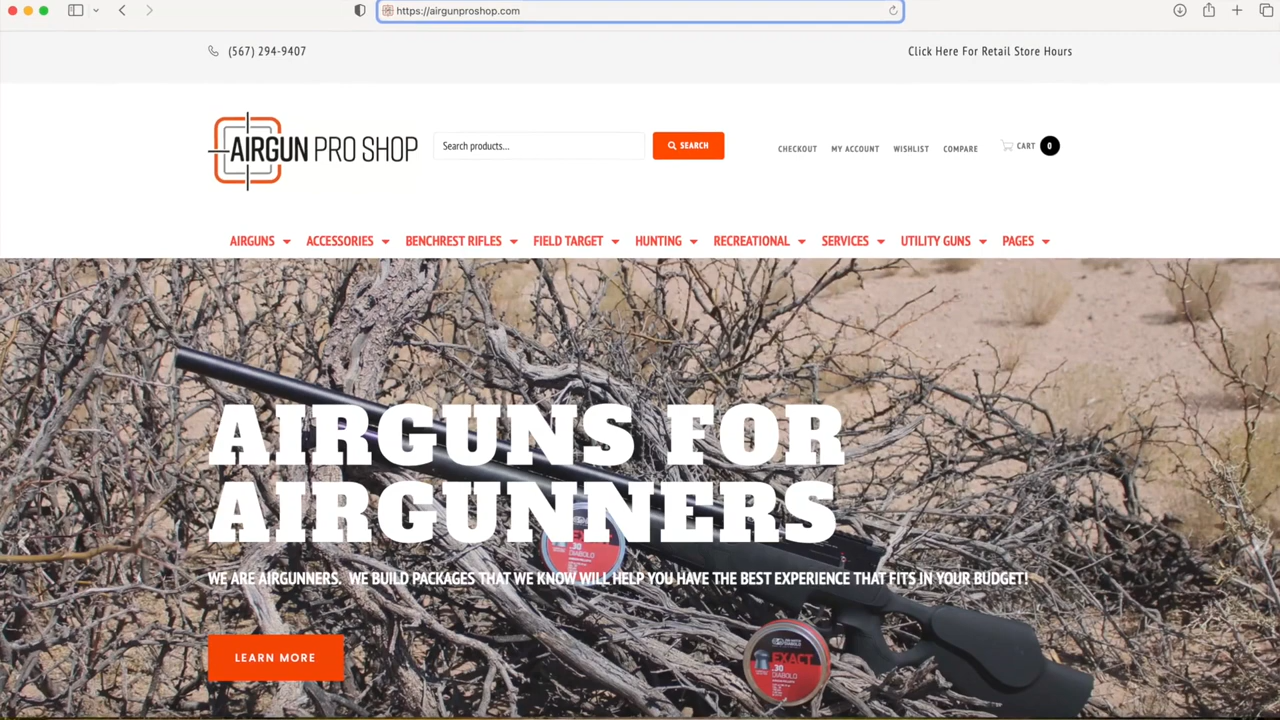 https://airgunproshop.com
(567) 294-9407
Click Here For Retail Store Hours
AIRGUN PRO SHOP
Search products...
SEARCH
CHECKOUT MY ACCOUNT WISHLIST COMPARE CART 0
AIRGUNS ACCESSORIES BENCHREST RIFLES FIELD TARGET HUNTING RECREATIONAL SERVICES UTILITY GUNS PAGES
AIRGUNS FOR
AIRGUNNERS
.30
DIABOLO
WE ARE AIRGUNNERS. WE BUILD PACKAGES THAT WE KNOW WILL HELP YOU HAVE THE BEST EXPERIENCE THAT FITS IN YOUR BUDGET!
LEARN MORE
EXACT
.30
DIABOLO